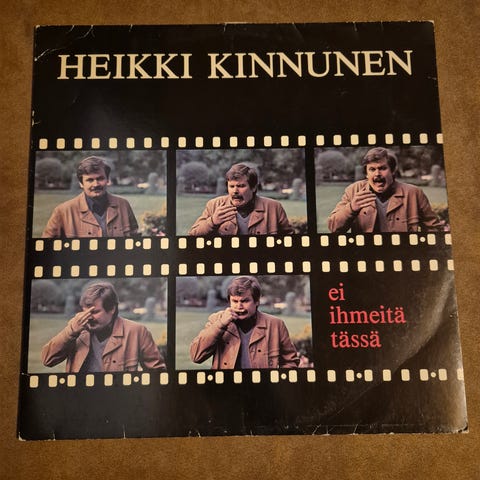 HEIKKI KINNUNEN
ei
ihmeitä
tässä